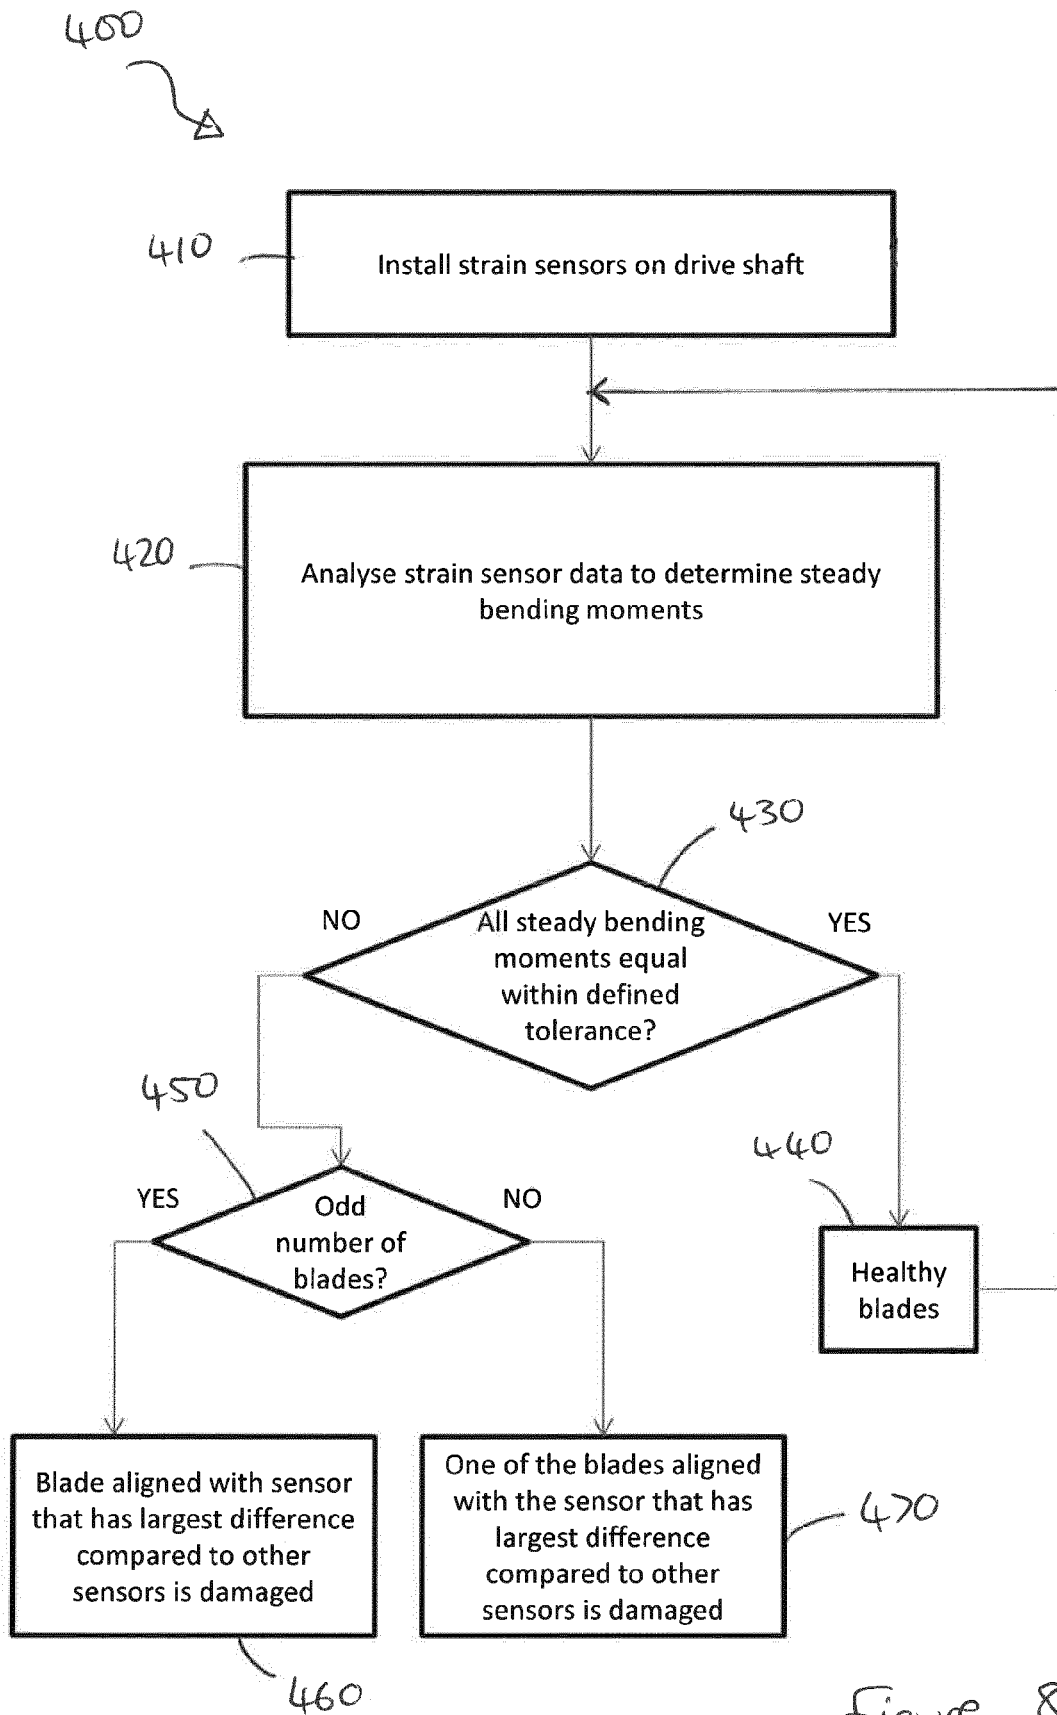 400
410
Install strain sensors on drive shaft
420
Analyse strain sensor data to determine steady
bending moments
430
NO
YES
All steady bending
moments equal
within defined
tolerance?
450
440
YES
NO
Odd
number of
blades?
Healthy
blades
Blade aligned with sensor
that has largest difference
compared to other
sensors is damaged
One of the blades aligned
with the sensor that has
largest difference
compared to other
sensors is damaged
470
460
Figure 8